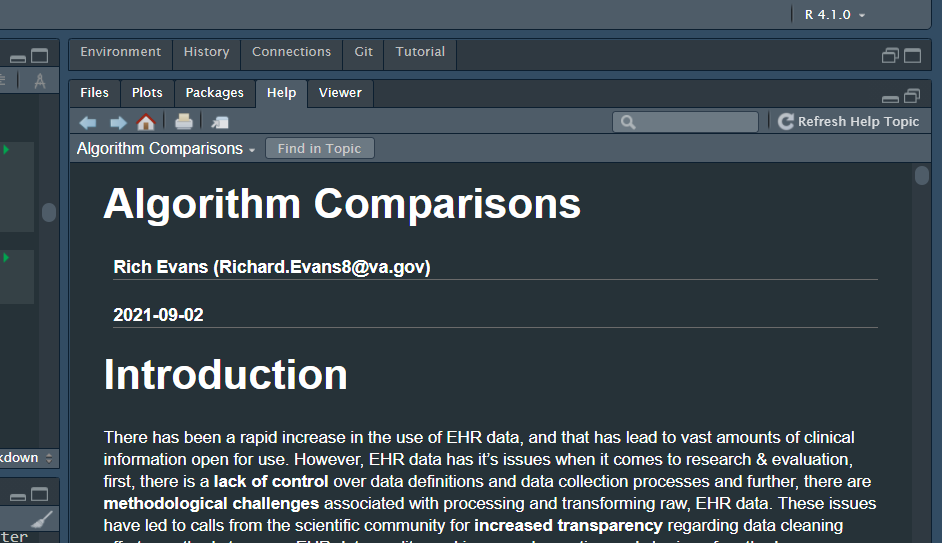 R 4.1.0
Environment History Connections Git Tutorial
Files Plots Packages Help Viewer
Refresh Help Topic
Algorithm Comparisons Find in Topic
Algorithm Comparisons
Rich Evans (Richard.Evans8@va.gov)
2021-09-02
Introduction
There has been a rapid increase in the use of EHR data, and that has lead to vast amounts of clinical
information open for use. However, EHR data has it's issues when it comes to research & evaluation,
first, there is a lack of control over data definitions and data collection processes and further, there are
methodological challenges associated with processing and transforming raw, EHR data. These issues
kdown
have led to calls from the scientific community for increased transparency regarding data cleaning
ter